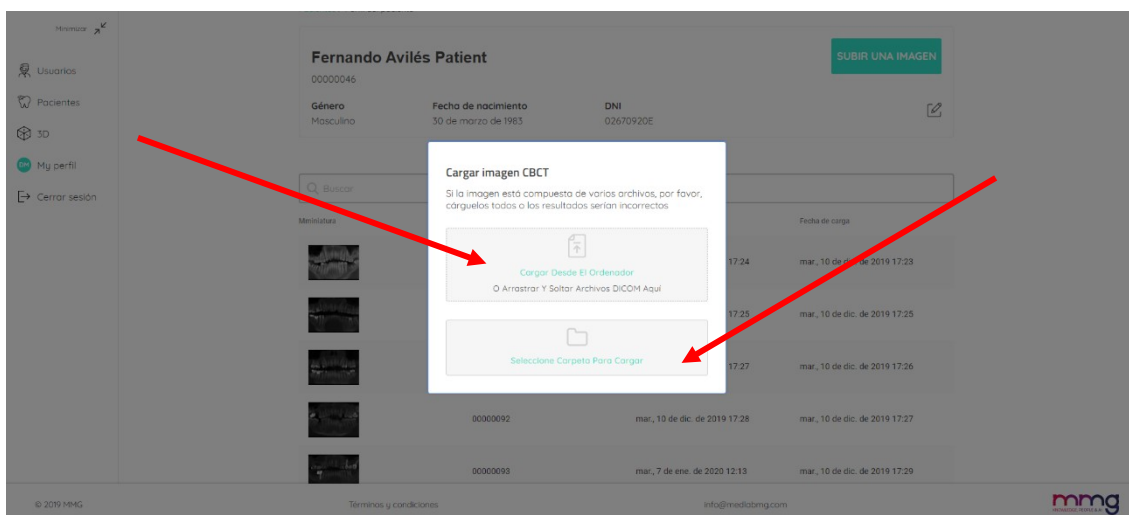 Minimizar
Usuarios
Pacientes
3D
DM My perfil
Cerrar sesión
Fernando Avilés Patient
00000046
SUBIR UNA IMAGEN
Género Fecha de nacimiento DNI
Masculino 30 de marzo de 1983 02670920E
Buscar
Miniatura Fecha de carga
Cargar imagen CBCT
Si la imagen está compuesta de varios archivos, por favor,
cárguelos todos o los resultados serían incorrectos
Cargar Desde El Ordenador
O Arrastrar Y Soltar Archivos DICOM Aquí
Seleccione Carpeta Para Cargar
17:24 mar., 10 de dic. de 2019 17:23
17:25 mar., 10 de dic. de 2019 17:25
17:27 mar., 10 de dic. de 2019 17:26
00000092 mar., 10 de dic. de 2019 17:28 mar., 10 de dic. de 2019 17:27
00000093 mar., 7 de ene. de 2020 12:13 mar., 10 de dic. de 2019 17:29
© 2019 MMG Términos y condiciones info@medlabmg.com mmg